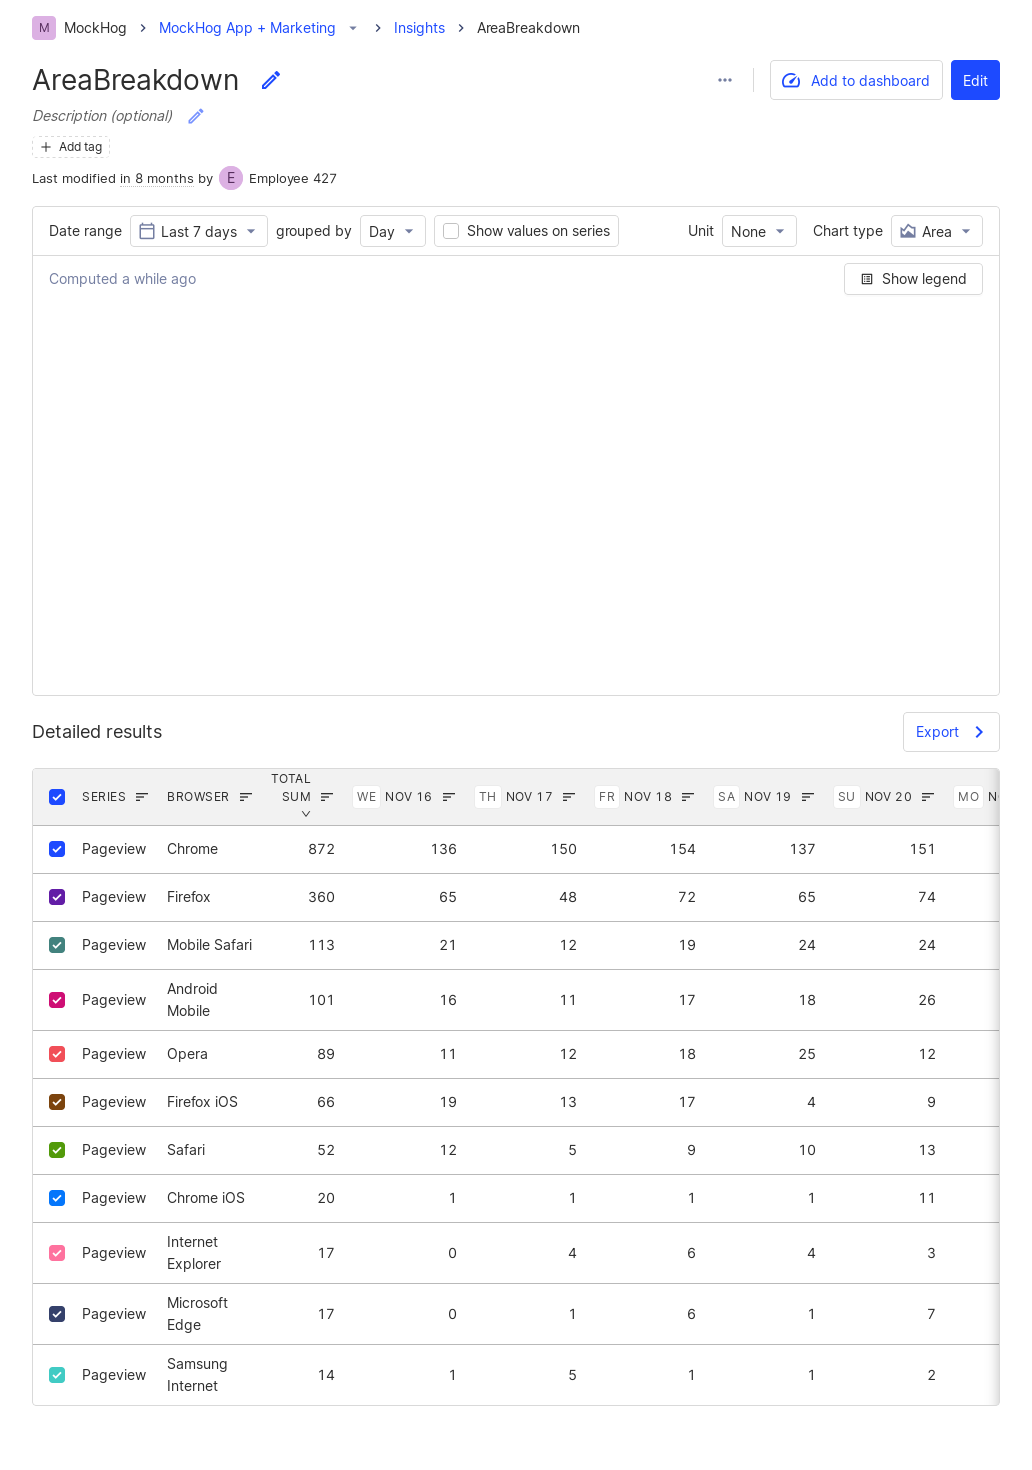 M MockHog MockHog App + Marketing Insights AreaBreakdown
AreaBreakdown
Add to dashboard Edit
Description (optional)
Add tag
Last modified in 8 months by E Employee 427
Date range Last 7 days grouped by Day Show values on series Unit None Chart type Area
Computed a while ago Show legend
Detailed results Export
SERIES BROWSER TOTAL SUM WE NOV 16 TH NOV 17 FR NOV 18 SA NOV 19 SU NOV 20 MO
Pageview Chrome 872 136 150 154 137 151
Pageview Firefox 360 65 48 72 65 74
Pageview Mobile Safari 113 21 12 19 24 24
Pageview Android Mobile 101 16 11 17 18 26
Pageview Opera 89 11 12 18 25 12
Pageview Firefox iOS 66 19 13 17 4 9
Pageview Safari 52 12 5 9 10 13
Pageview Chrome iOS 20 1 1 1 1 11
Pageview Internet Explorer 17 0 4 6 4 3
Pageview Microsoft Edge 17 0 1 6 1 7
Pageview Samsung Internet 14 1 5 1 1 2